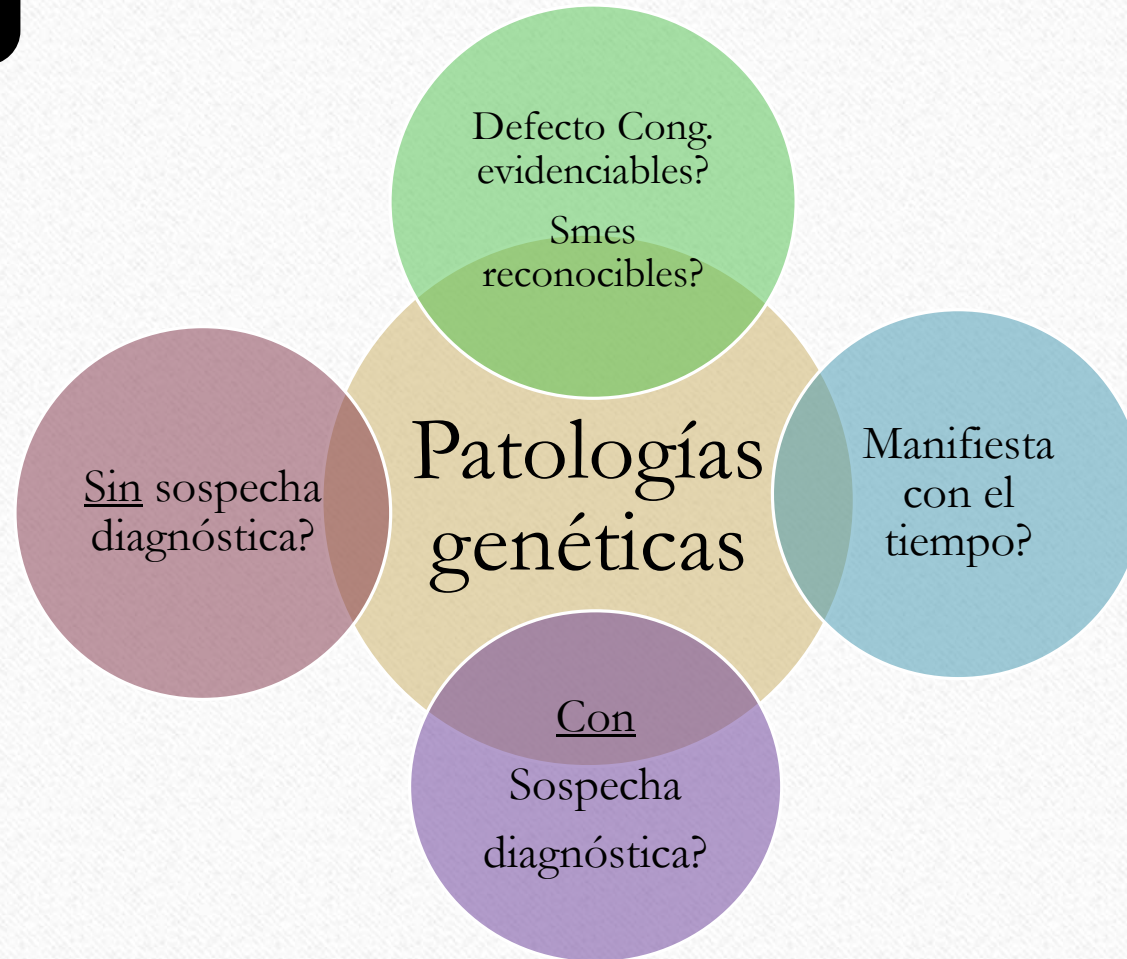 Defecto Cong.
evidenciables?
Smes
reconocibles?
Patologías
genéticas
Manifiesta
con el
tiempo?
Sin sospecha
diagnóstica?
Con
Sospecha
diagnóstica?